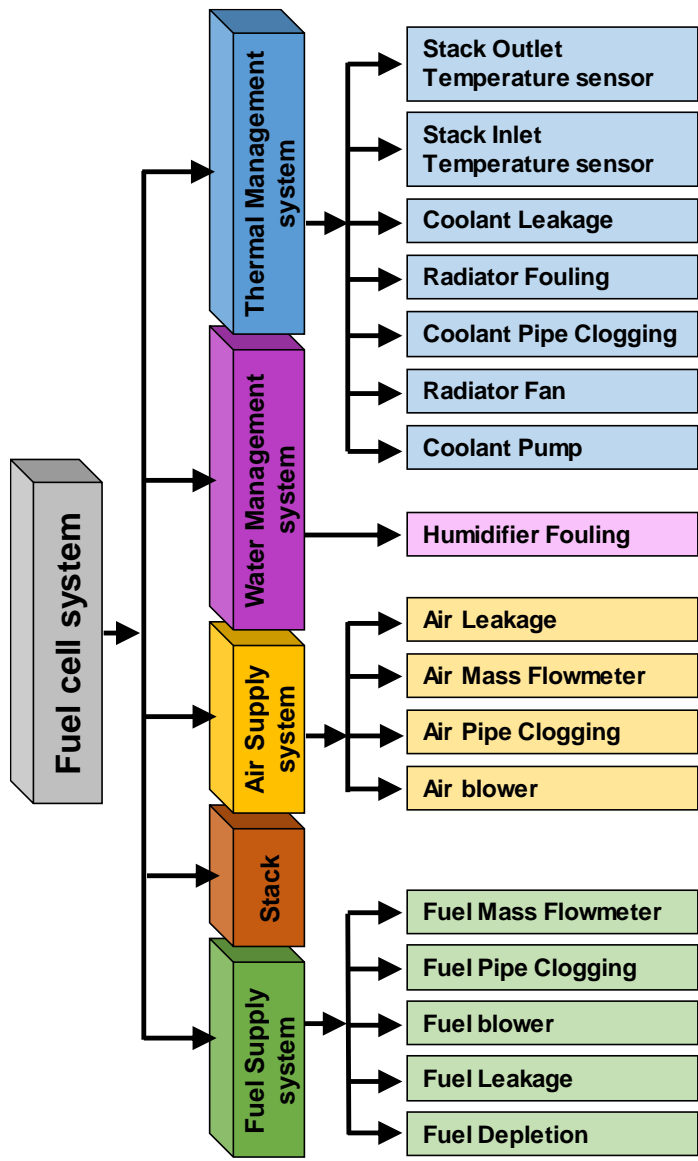 Fuel cell system
Thermal Management
system
Stack Outlet
Temperature sensor
Stack Inlet
Temperature sensor
Coolant Leakage
Radiator Fouling
Coolant Pipe Clogging
Radiator Fan
Coolant Pump
Water Management
system
Humidifier Fouling
Air Supply
system
Air Leakage
Air Mass Flowmeter
Air Pipe Clogging
Air blower
Stack
Fuel Supply
system
Fuel Mass Flowmeter
Fuel Pipe Clogging
Fuel blower
Fuel Leakage
Fuel Depletion